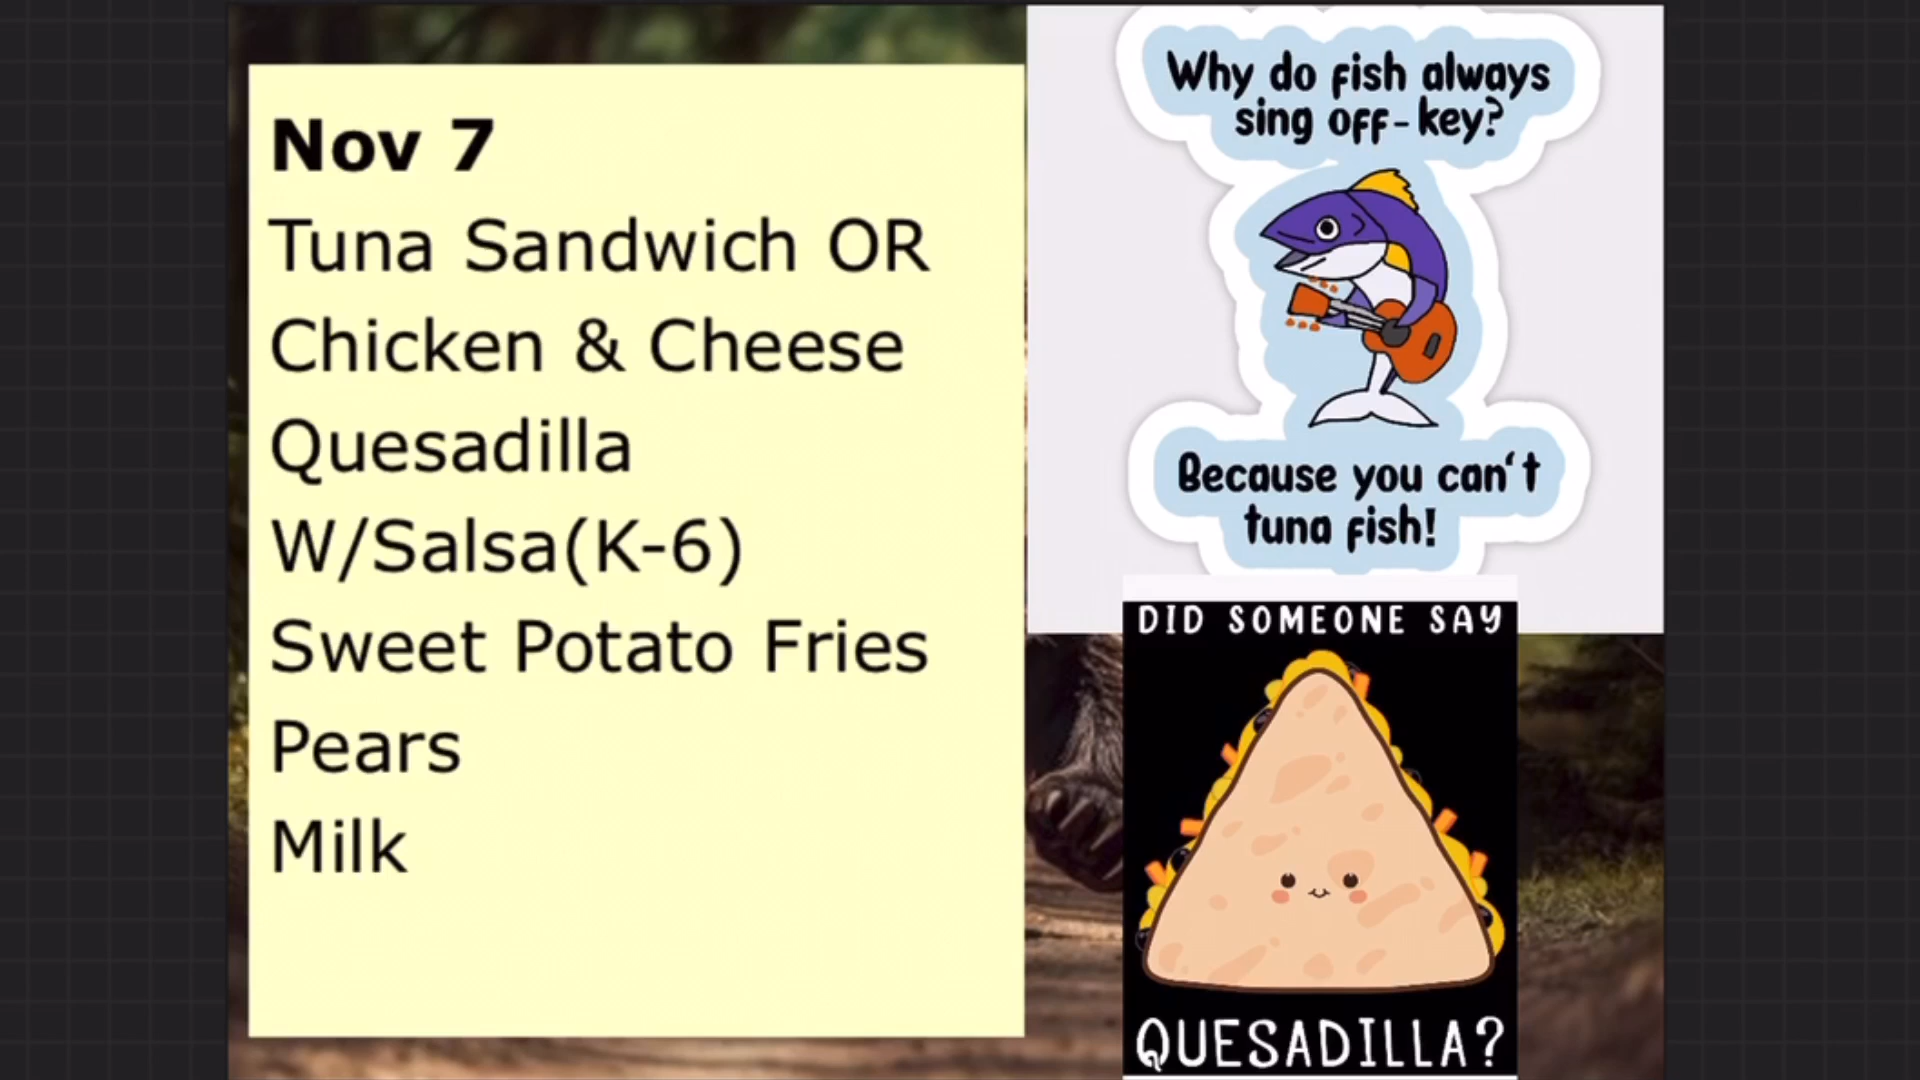 Nov 7
Tuna Sandwich OR
Chicken & Cheese
Quesadilla
W/Salsa(K-6)
Sweet Potato Fries
Pears
Milk
Why do fish always
sing off-key?
Because you can't
tuna fish!
DID SOMEONE SAY
QUESADILLA?